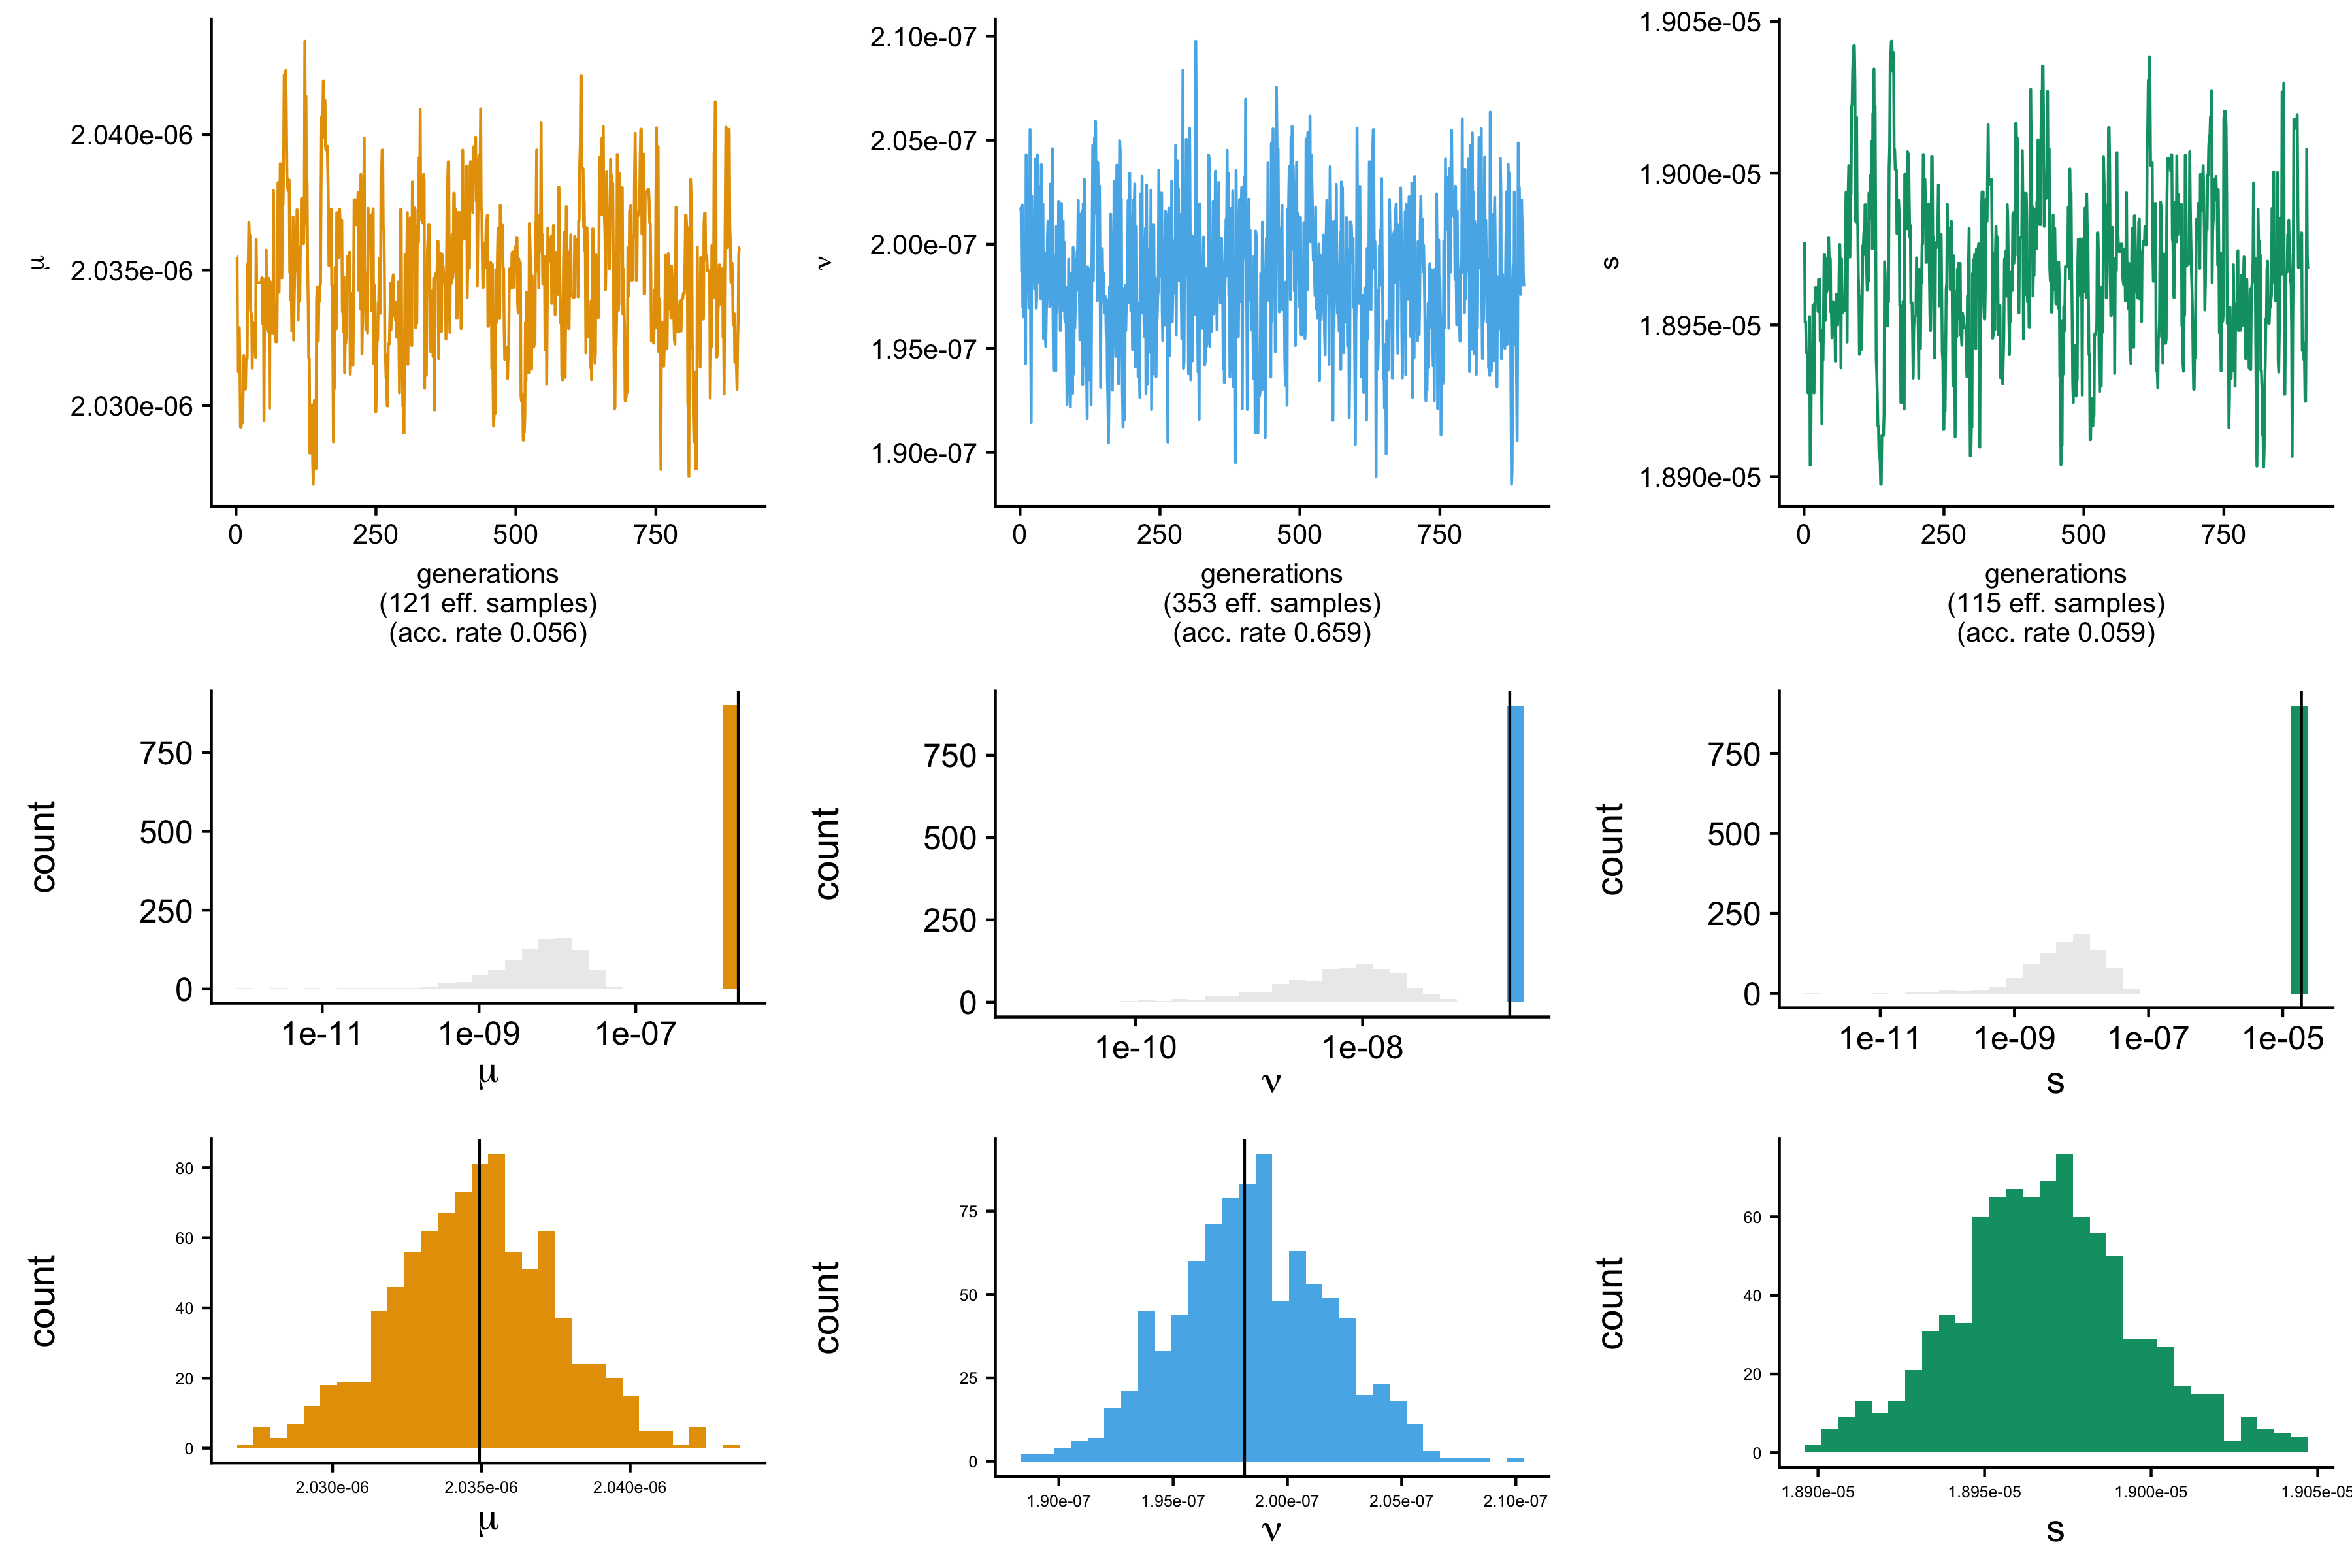 μ
2.040e-06
2.035e-06
2.030e-06
0 250 500 750
generations
(121 eff. samples)
(acc. rate 0.056)
ν
2.10e-07
2.05e-07
2.00e-07
1.95e-07
1.90e-07
0 250 500 750
generations
(353 eff. samples)
(acc. rate 0.659)
s
1.905e-05
1.900e-05
1.895e-05
1.890e-05
0 250 500 750
generations
(115 eff. samples)
(acc. rate 0.059)
count
750
500
250
0
1e-11 1e-09 1e-07
μ
count
750
500
250
0
1e-10 1e-08
ν
count
750
500
250
0
1e-11 1e-09 1e-07 1e-05
s
count
80
60
40
20
0
2.030e-06 2.035e-06 2.040e-06
μ
count
75
50
25
0
1.90e-07 1.95e-07 2.00e-07 2.05e-07 2.10e-07
ν
count
60
40
20
0
1.890e-05 1.895e-05 1.900e-05 1.905e-05
s